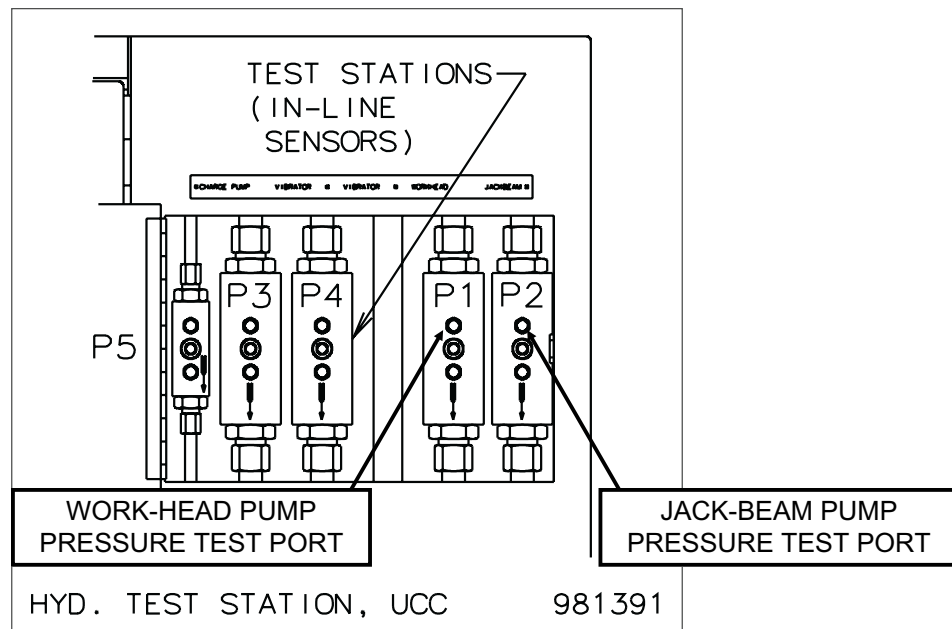 TEST STATIONS
(IN-LINE
SENSORS)
CHARGE PUMP VIBRATOR VIBRATOR WORKHEAD JACKBEAM
P3 P4 P1 P2
P5
WORK-HEAD PUMP
PRESSURE TEST PORT
JACK-BEAM PUMP
PRESSURE TEST PORT
HYD. TEST STATION, UCC 981391